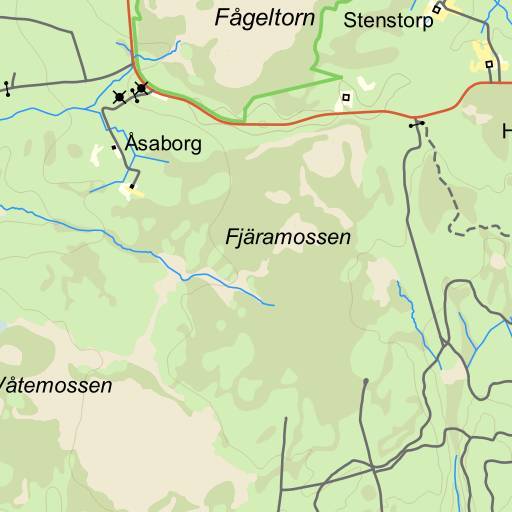 Fågeltorn
Stenstorp
H
Åsaborg
Fjäramossen
Våtemossen